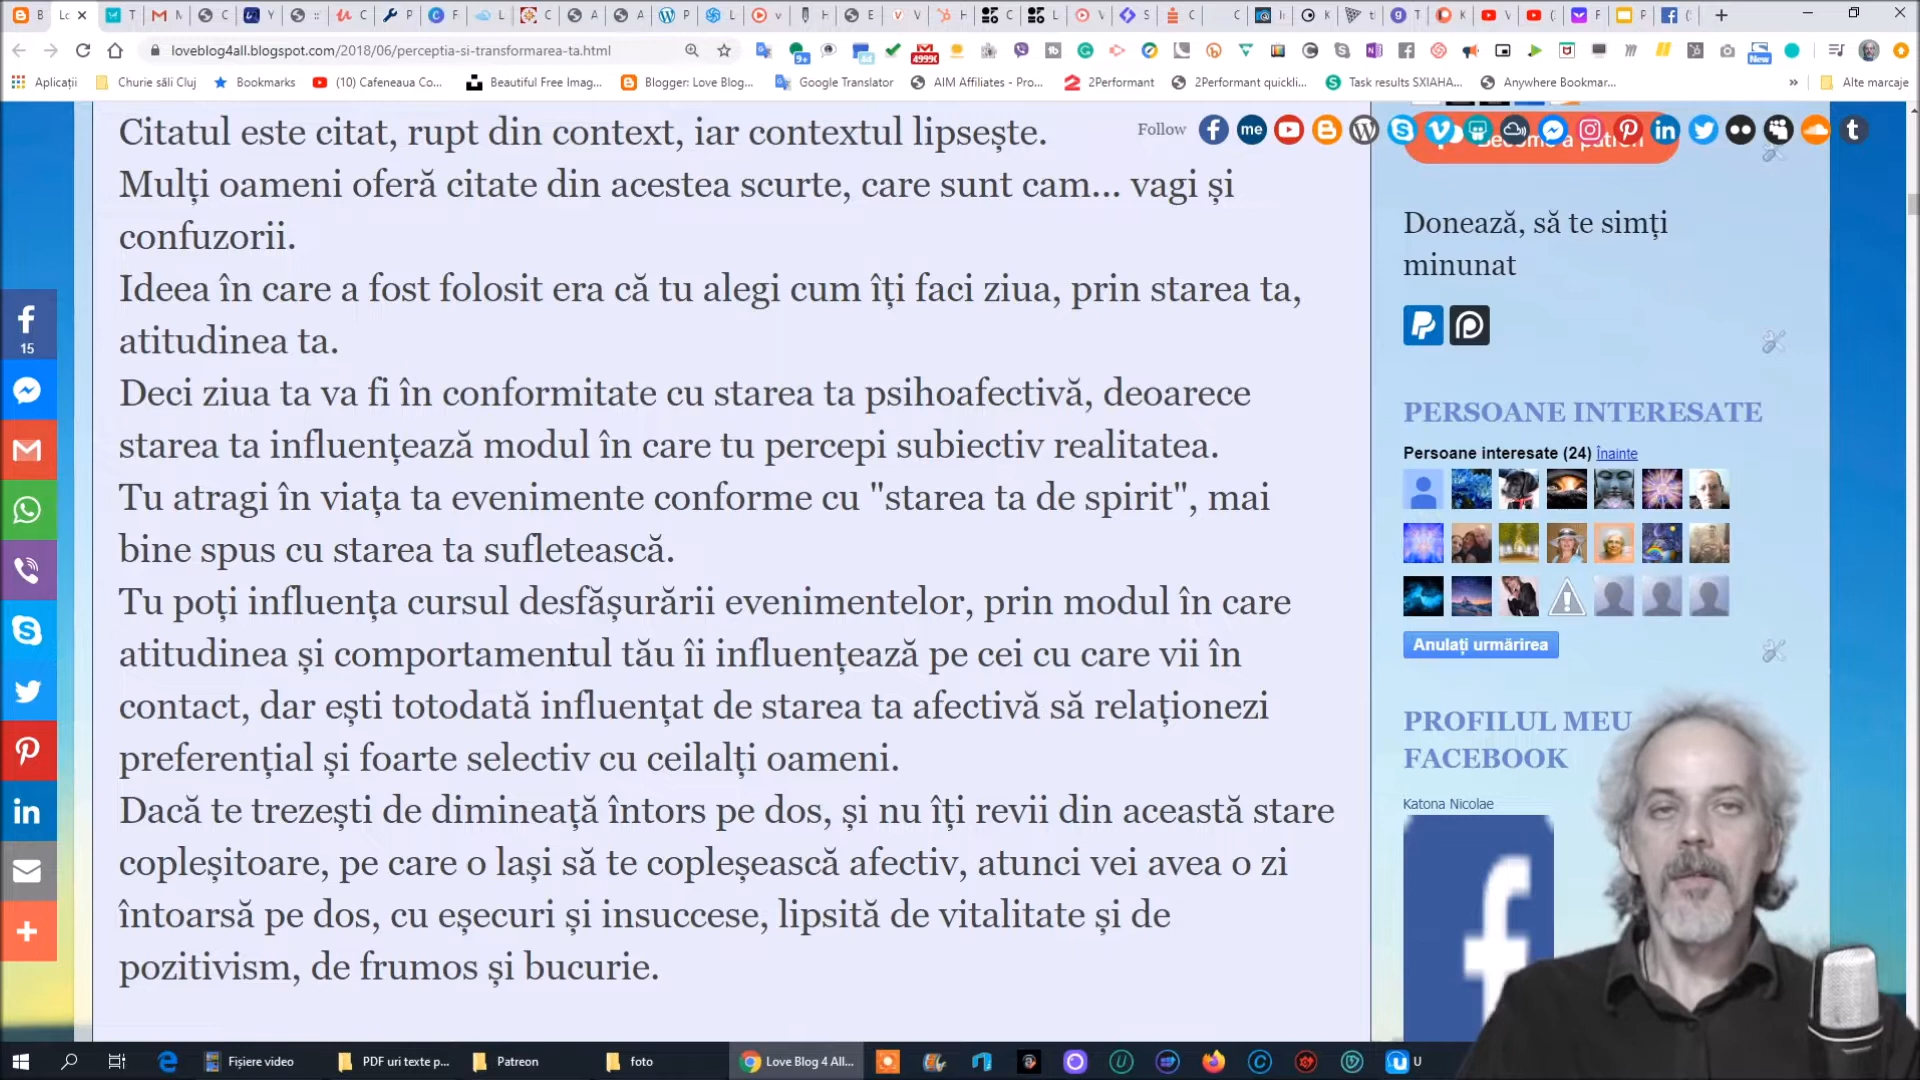 loveblog4all.blogspot.com/2018/06/perceptia-si-transformarea-ta.html
Aplicații
Churie săli Cluj
Bookmarks
(10) Cafeneaua Co...
Beautiful Free Imag...
Blogger: Love Blog...
Google Translator
AIM Affiliates - Pro...
2Performant
2Performant quickli...
Task results SXIAHA...
Anywhere Bookmar...
Alte marcaje
Citatul este citat, rupt din context, iar contextul lipsește.
Mulți oameni oferă citate din acestea scurte, care sunt cam... vagi și
confuzorii.
Ideea în care a fost folosit era că tu alegi cum îți faci ziua, prin starea ta,
atitudinea ta.
Deci ziua ta va fi în conformitate cu starea ta psihoafectivă, deoarece
starea ta influențează modul în care tu percepi subiectiv realitatea.
Tu atragi în viața ta evenimente conforme cu "starea ta de spirit", mai
bine spus cu starea ta sufletească.
Tu poți influența cursul desfășurării evenimentelor, prin modul în care
atitudinea și comportamentul tău îi influențează pe cei cu care vii în
contact, dar ești totodată influențat de starea ta afectivă să relaționezi
preferențial și foarte selectiv cu ceilalți oameni.
Dacă te trezești de dimineață întors pe dos, și nu îți revii din această stare
copleșitoare, pe care o lași să te copleșească afectiv, atunci vei avea o zi
întoarsă pe dos, cu eșecuri și insuccese, lipsită de vitalitate și de
pozitivism, de frumos și bucurie.
Follow
Become a patron
Donează, să te simți
minunat
PERSOANE INTERESATE
Persoane interesate (24) Înainte
Anulați urmărirea
PROFILUL MEU
FACEBOOK
Katona Nicolae
15
Fișiere video
PDF uri texte p...
Patreon
foto
Love Blog 4 All...
U